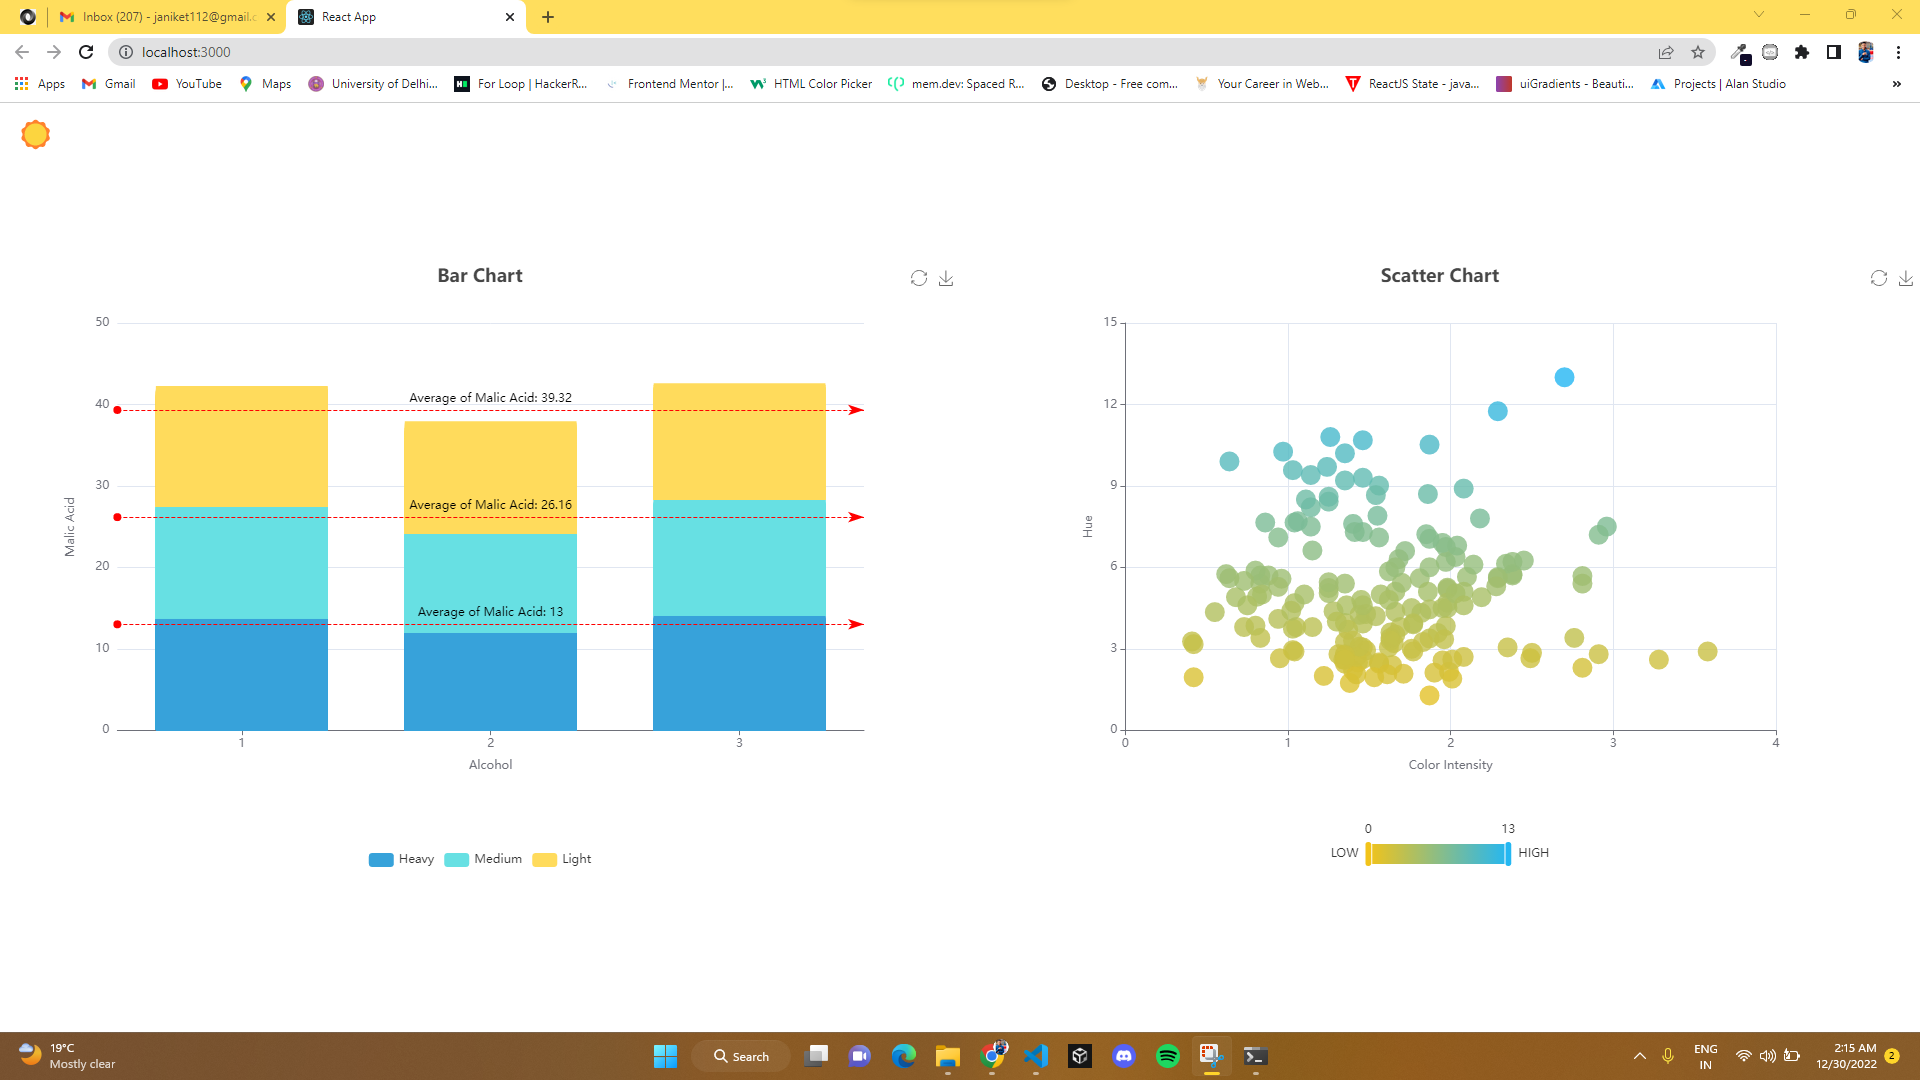 Inbox (207) - janiket112@gmail.c
React App
localhost:3000
Apps
Gmail
YouTube
Maps
University of Delhi...
For Loop | HackerR...
Frontend Mentor |...
HTML Color Picker
mem.dev: Spaced R...
Desktop - Free com...
Your Career in Web...
ReactJS State - java...
uiGradients - Beauti...
Projects | Alan Studio
»
Bar Chart
50
40
30
20
10
0
Malic Acid
Average of Malic Acid: 39.32
Average of Malic Acid: 26.16
Average of Malic Acid: 13
1
2
3
Alcohol
Heavy
Medium
Light
Scatter Chart
15
12
9
6
3
0
Hue
0
1
2
3
4
Color Intensity
0
13
LOW
HIGH
19°C
Mostly clear
Search
ENG
IN
2:15 AM
12/30/2022
2